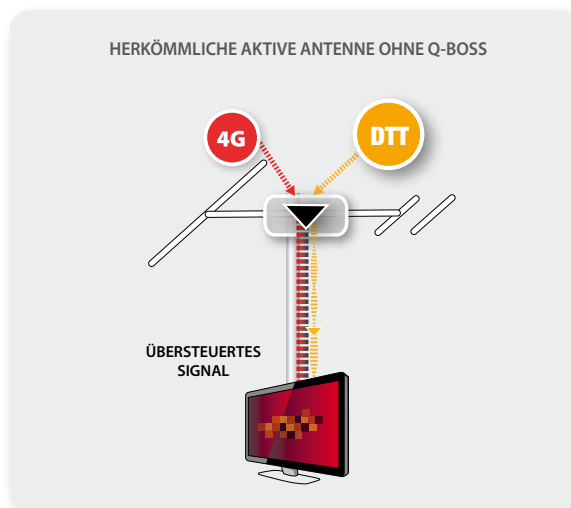 HERKÖMMLICHE AKTIVE ANTENNE OHNE Q-BOSS
4G
DTT
ÜBERSTEUERTES
SIGNAL